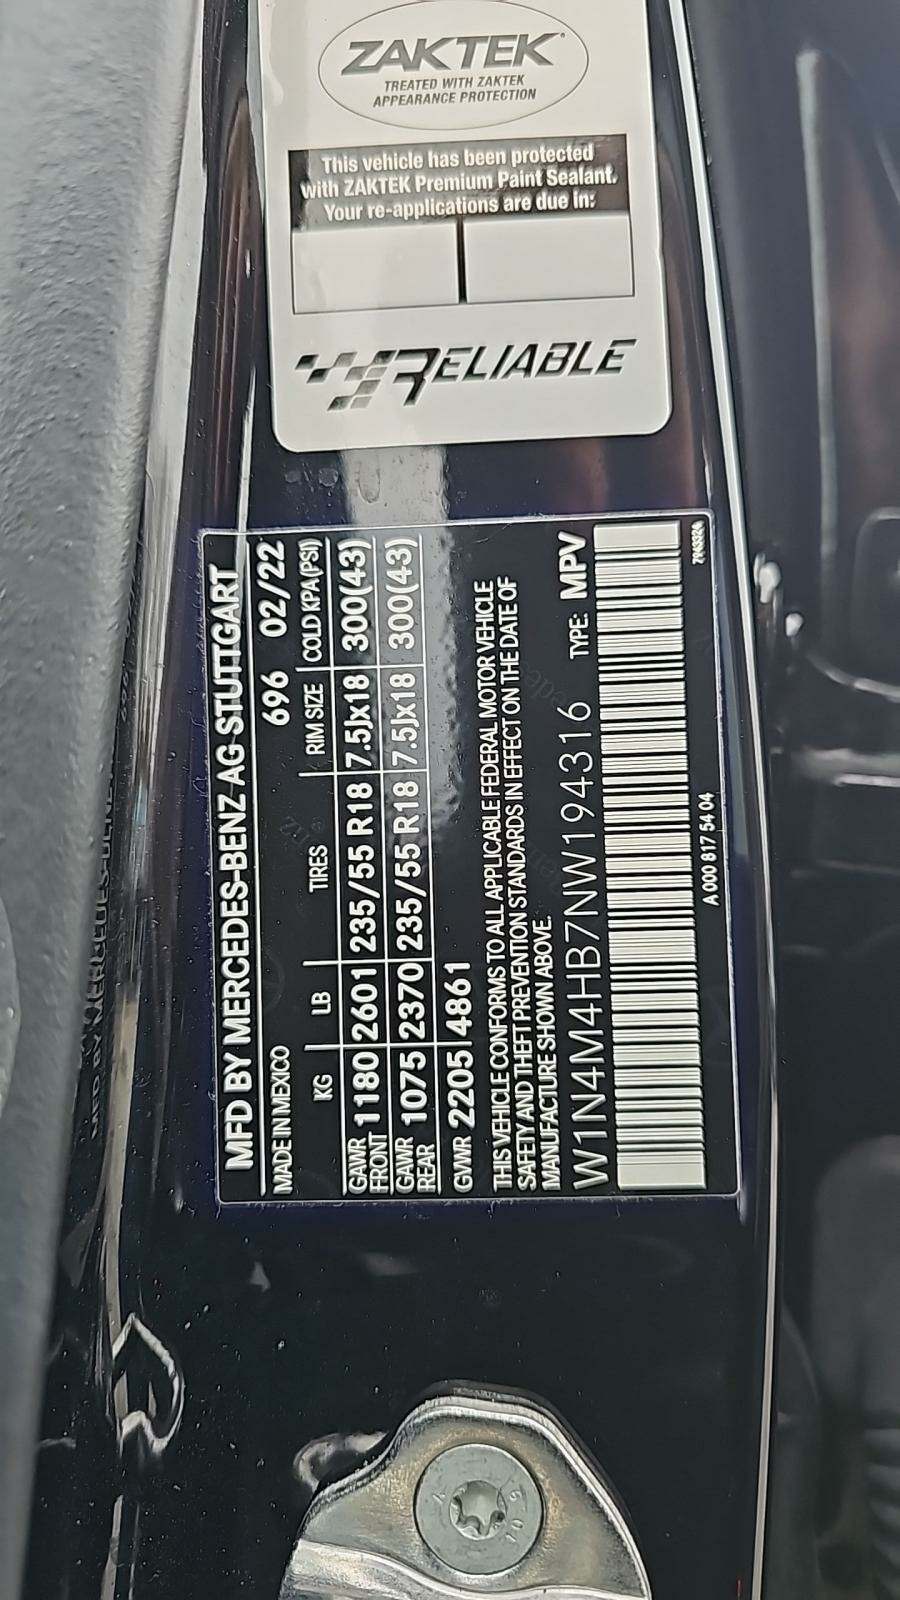 ZAKTEK
TREATED WITH ZAKTEK
APPEARANCE PROTECTION
This vehicle has been protected
with ZAKTEK Premium Paint Sealant.
Your re-applications are due in:
RELIABLE
MFD BY MERCEDES-BENZ AG STUTTGART
MADE IN MEXICO 696 02/22
KG LB TIRES RIM SIZE COLD KPA(PSI)
GAWR FRONT 1180 2601 235/55 R18 7.5Jx18 300(43)
GAWR REAR 1075 2370 235/55 R18 7.5Jx18 300(43)
GVWR 2205 4861
THIS VEHICLE CONFORMS TO ALL APPLICABLE FEDERAL MOTOR VEHICLE
SAFETY AND THEFT PREVENTION STANDARDS IN EFFECT ON THE DATE OF
MANUFACTURE SHOWN ABOVE.
W1N4M4HB7NW194316 TYPE: MPV
A 000 817 54 04